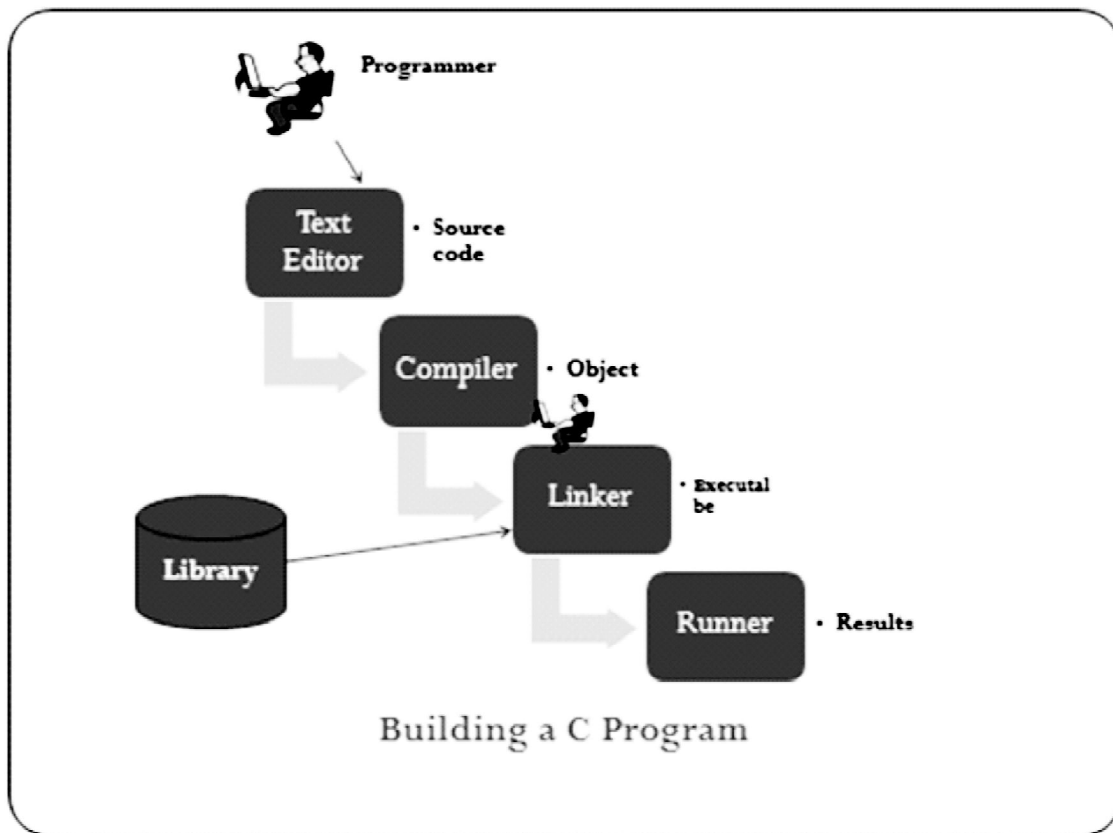 Programmer
Text
Editor
• Source
code
Compiler
• Object
Linker
• Executal
be
Library
Runner
• Results
Building a C Program